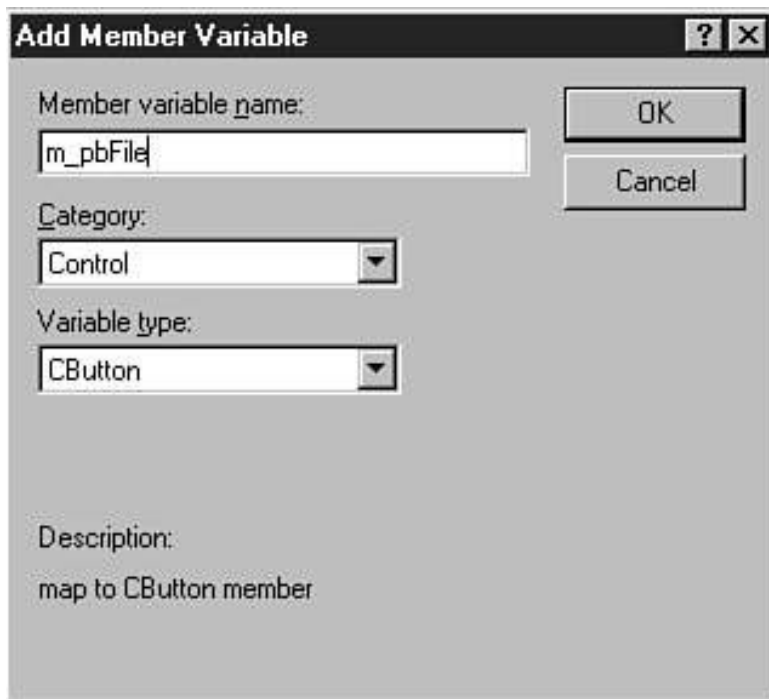 Add Member Variable
Member variable name:
OK
m_pbFile
Cancel
Category:
Control
Variable type:
CButton
Description:
map to CButton member